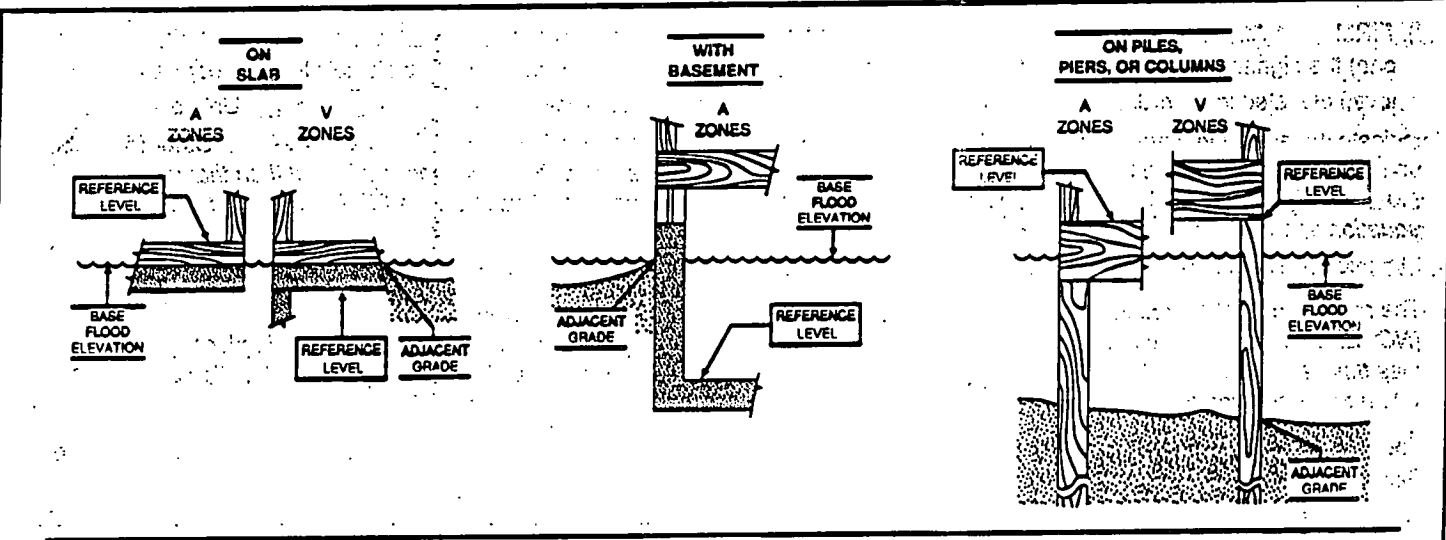 ON
SLAB
A
ZONES
V
ZONES
REFERENCE
LEVEL
BASE
FLOOD
ELEVATION
REFERENCE
LEVEL
ADJACENT
GRADE
WITH
BASEMENT
A
ZONES
BASE
FLOOD
ELEVATION
ADJACENT
GRADE
REFERENCE
LEVEL
ON PILES,
PIERS, OR COLUMNS
A
ZONES
V
ZONES
REFERENCE
LEVEL
REFERENCE
LEVEL
BASE
FLOOD
ELEVATION
ADJACENT
GRADE